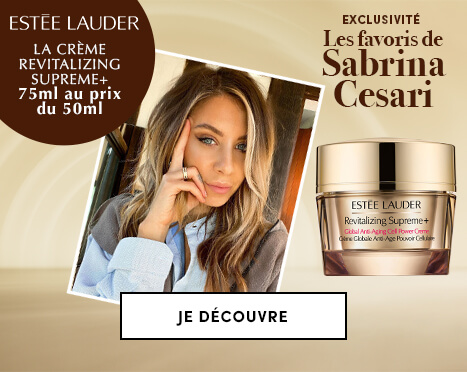 ESTĒE LAUDER
LA CRÈME
REVITALIZING
SUPREME+
75ml au prix
du 50ml
EXCLUSIVITÉ
Les favoris de
Sabrina
Cesari
ESTĒE LAUDER
Revitalizing Supreme+
Global Anti-Aging Cell Power Creme
Crème Globale Anti-Age Pouvoir Cellulaire
JE DÉCOUVRE